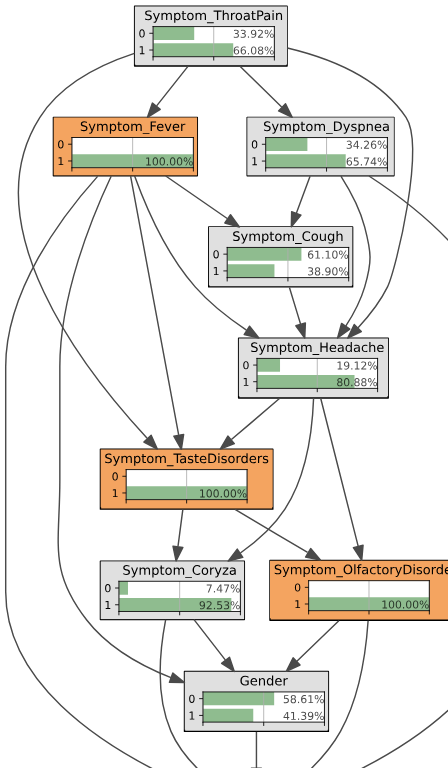 Symptom_ThroatPain
0 33.92%
1 66.08%
Symptom_Fever
0
1 100.00%
Symptom_Dyspnea
0 34.26%
1 65.74%
Symptom_Cough
0 61.10%
1 38.90%
Symptom_Headache
0 19.12%
1 80.88%
Symptom_TasteDisorders
0
1 100.00%
Symptom_Coryza
0 7.47%
1 92.53%
Symptom_OlfactoryDisorde
0
1 100.00%
Gender
0 58.61%
1 41.39%